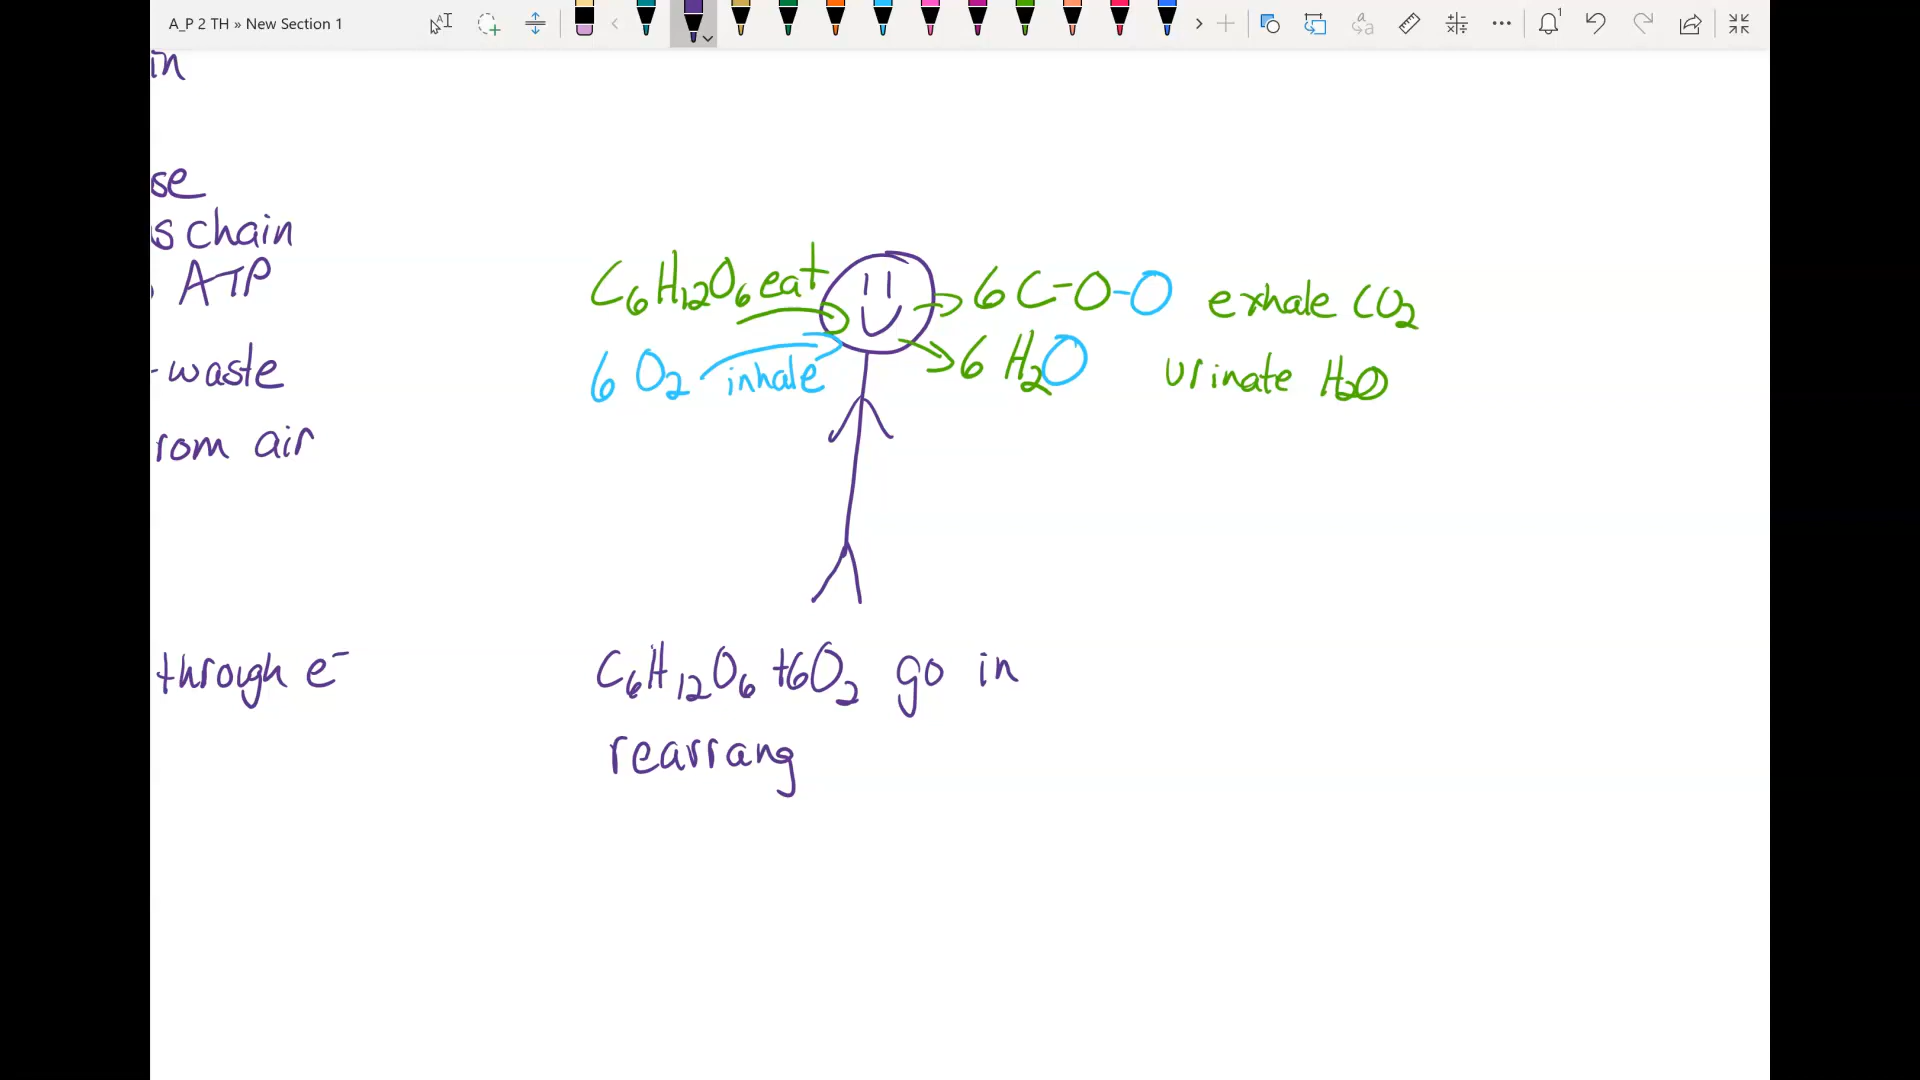 A_P 2 TH » New Section 1
in
se
s chain
ATP
-waste
rom air
through e⁻
C₆H₁₂O₆ eat
6 O₂ inhale
6 C-O-O exhale CO₂
6 H₂O urinate H₂O
C₆H₁₂O₆ +6O₂ go in
rearrang